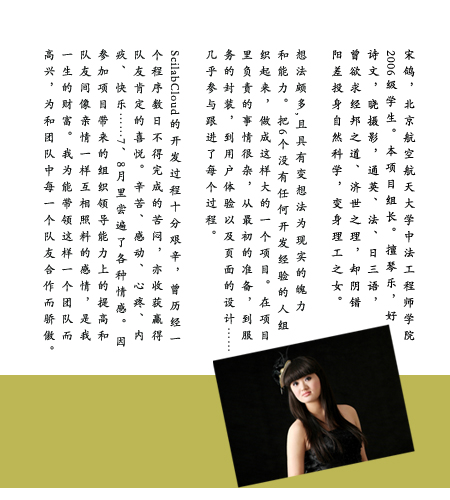 宋鸽，北京航空航天大学中法工程师学院
2006级学生。本项目组长。擅琴乐，好
诗文，晓摄影，通英、法、日三语，
曾欲求经邦之道、济世之理，却阴错
阳差投身自然科学，变身理工之女。
想法颇多，且具有变想法为现实的魄力
和能力。把6个没有任何开发经验的人组
织起来，做成这样大的一个项目。在项目
里负责的事情很杂，从最初的准备，到服
务的封装，到用户体验以及页面的设计……
几乎参与跟进了每个过程。
ScilabCloud的开发过程十分艰辛，曾历经一
个程序数日不得完成的苦闷，亦收获赢得
队友肯定的喜悦。辛苦、感动、心疼、内
疚、快乐……7、8月里尝遍了各种情感。因
参加项目带来的组织领导能力上的提高和
队友间像亲情一样互相照料的感情，是我
一生的财富。我为能带领这样一个团队而
高兴，为和团队中每一个队友合作而骄傲。